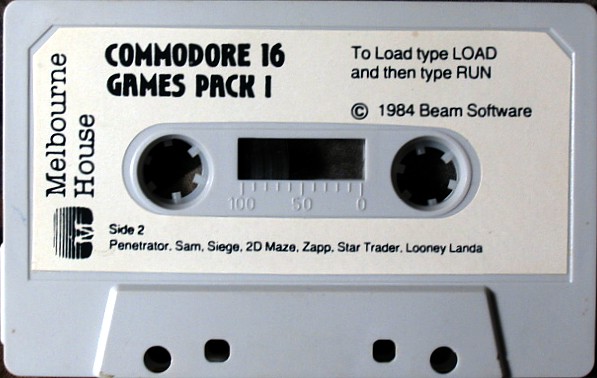 Melbourne
House
COMMODORE 16
GAMES PACK 1
To Load type LOAD
and then type RUN
© 1984 Beam Software
100 50 0
Side 2
Penetrator. Sam, Siege, 2D Maze, Zapp, Star Trader. Looney Landa